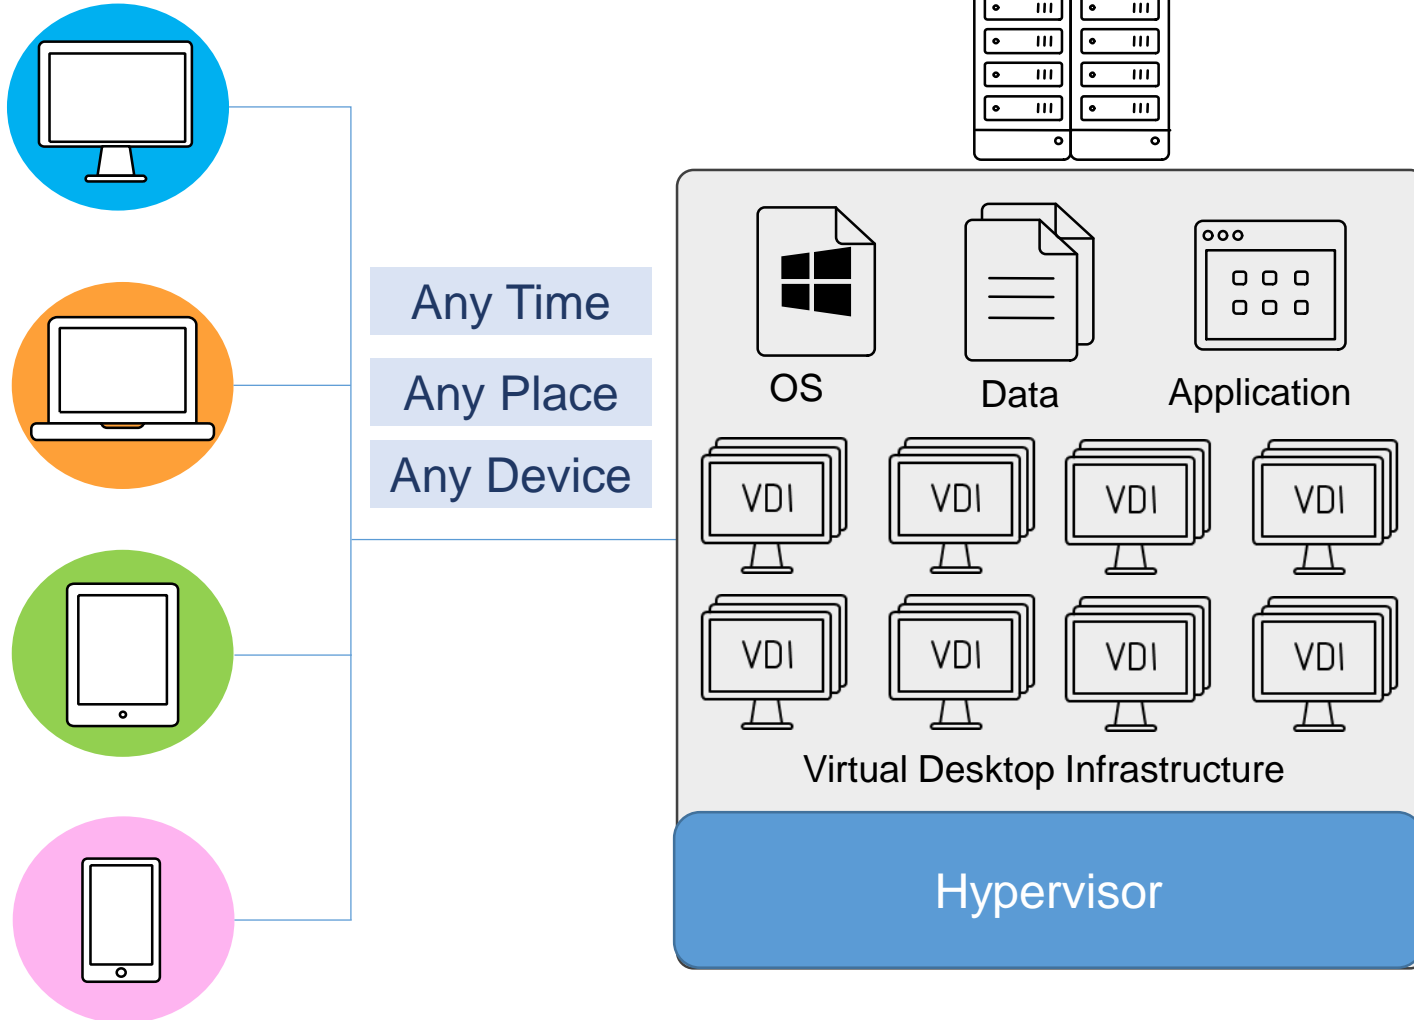 Any Time
Any Place
Any Device
OS
Data
Application
VDI
VDI
VDI
VDI
VDI
VDI
VDI
VDI
Virtual Desktop Infrastructure
Hypervisor